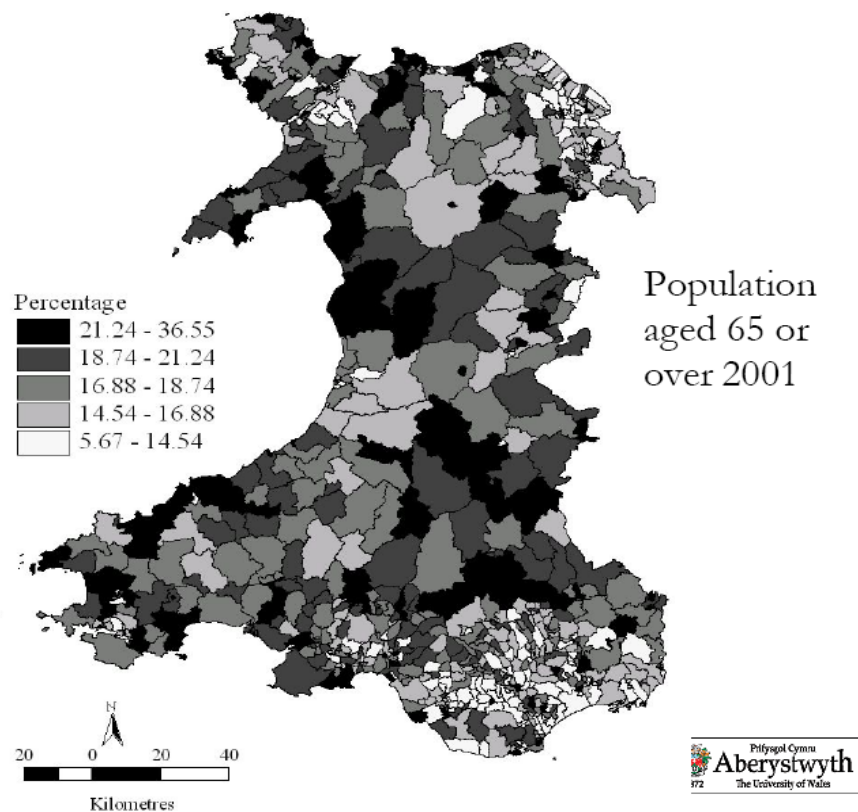 Percentage
21.24 - 36.55
18.74 - 21.24
16.88 - 18.74
14.54 - 16.88
5.67 - 14.54
Population
aged 65 or
over 2001
N
20 0 20 40
Kilometres
Prifysgol Cymru
Aberystwyth
The University of Wales